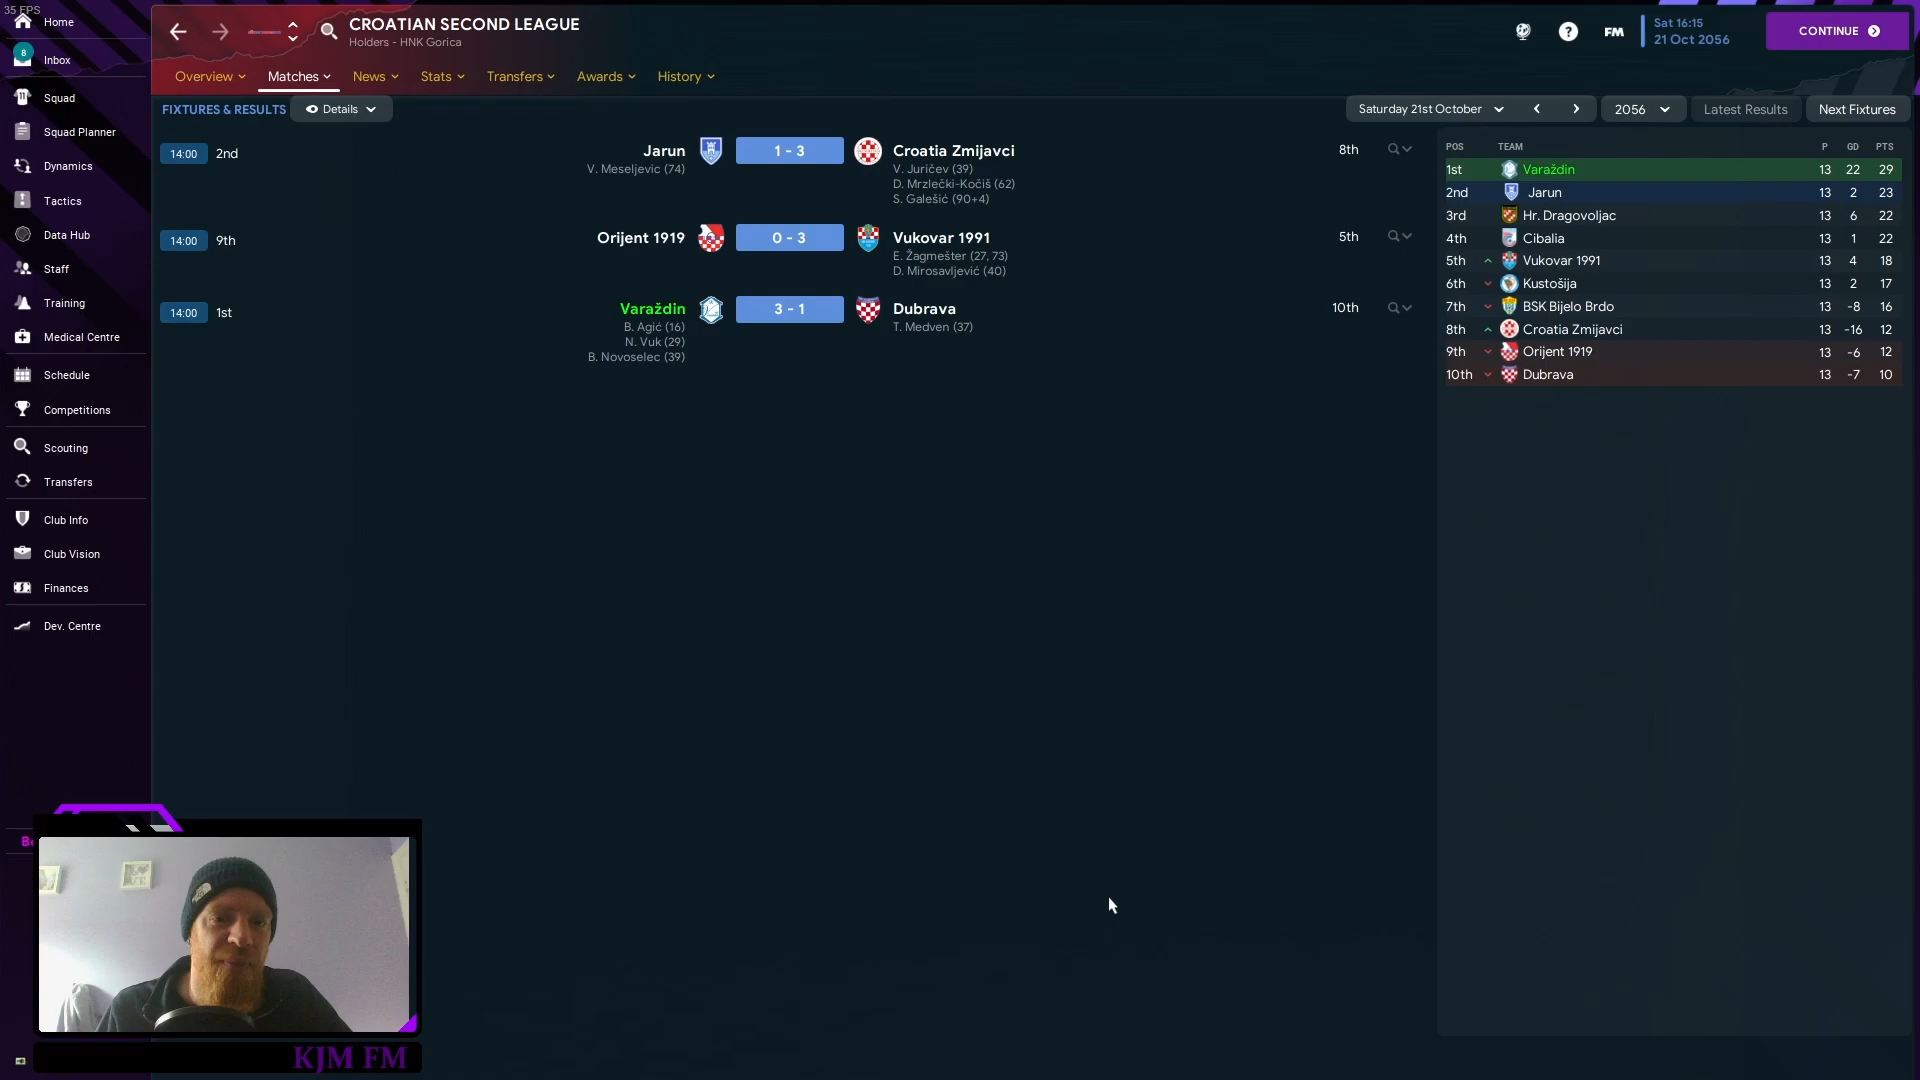 35 FPS
Home
8
Inbox
Squad
Squad Planner
Dynamics
Tactics
Data Hub
Staff
Training
Medical Centre
Schedule
Competitions
Scouting
Transfers
Club Info
Club Vision
Finances
Dev. Centre
CROATIAN SECOND LEAGUE
Holders - HNK Gorica
FM
Sat 16:15
21 Oct 2056
CONTINUE
Overview Matches News Stats Transfers Awards History
FIXTURES & RESULTS Details
Saturday 21st October 2056 Latest Results Next Fixtures
14:00 2nd Jarun 1 - 3 Croatia Zmijavci 8th
V. Meseljevic (74) V. Juričev (39)
D. Mrzlečki-Kočiš (62)
S. Galešić (90+4)
14:00 9th Orijent 1919 0 - 3 Vukovar 1991 5th
E. Žagmešter (27, 73)
D. Mirosavljević (40)
14:00 1st Varaždin 3 - 1 Dubrava 10th
B. Agić (16) T. Medven (37)
N. Vuk (29)
B. Novoselec (39)
POS TEAM P GD PTS
1st Varaždin 13 22 29
2nd Jarun 13 2 23
3rd Hr. Dragovoljac 13 6 22
4th Cibalia 13 1 22
5th Vukovar 1991 13 4 18
6th Kustošija 13 2 17
7th BSK Bijelo Brdo 13 -8 16
8th Croatia Zmijavci 13 -16 12
9th Orijent 1919 13 -6 12
10th Dubrava 13 -7 10
KJM FM